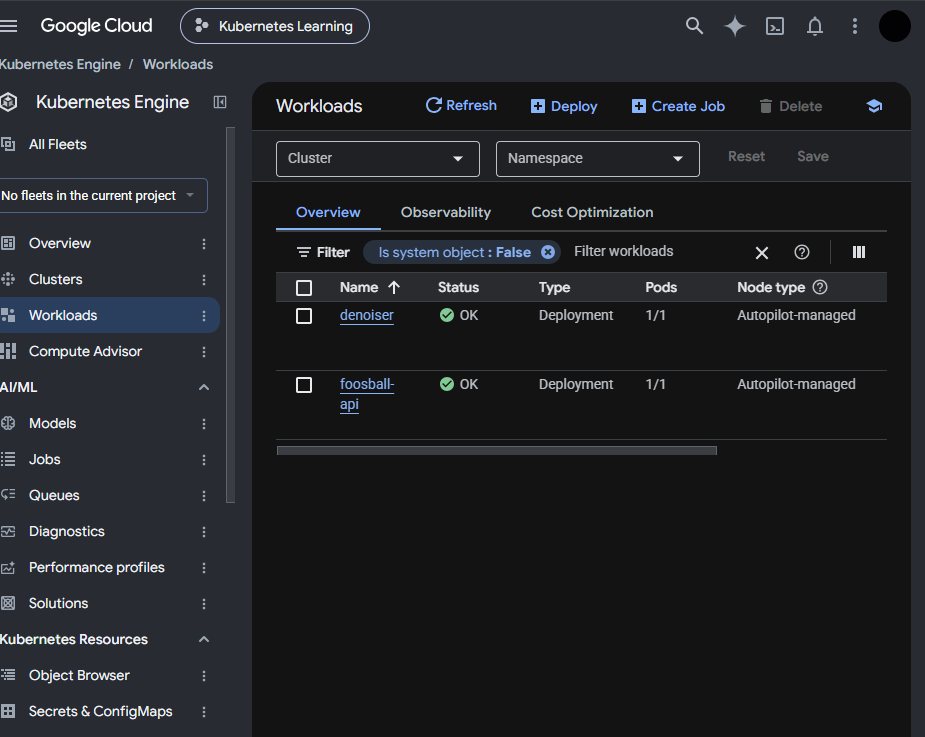 Google Cloud
Kubernetes Learning
Kubernetes Engine / Workloads
Kubernetes Engine
All Fleets
No fleets in the current project
Overview
Clusters
Workloads
Compute Advisor
AI/ML
Models
Jobs
Queues
Diagnostics
Performance profiles
Solutions
Kubernetes Resources
Object Browser
Secrets & ConfigMaps
Workloads
Refresh
Deploy
Create Job
Delete
Cluster
Namespace
Reset
Save
Overview Observability Cost Optimization
Filter Is system object : False Filter workloads
Name Status Type Pods Node type
denoiser OK Deployment 1/1 Autopilot-managed
foosball- OK Deployment 1/1 Autopilot-managed
api